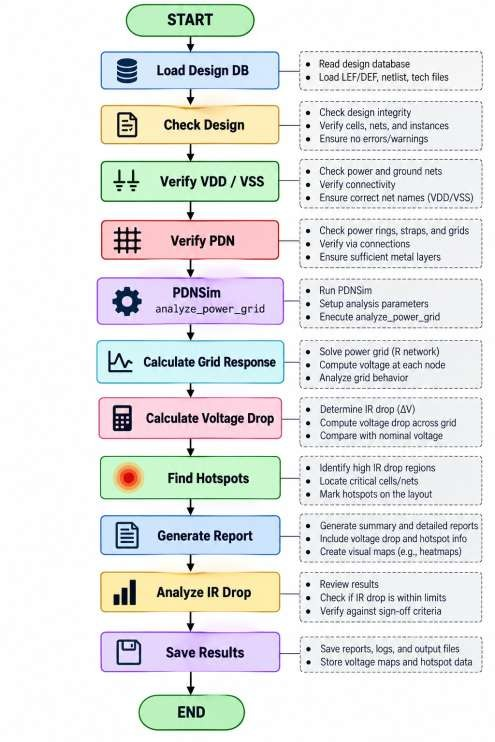 START
Load Design DB
• Read design database
• Load LEF/DEF, netlist, tech files
Check Design
• Check design integrity
• Verify cells, nets, and instances
• Ensure no errors/warnings
Verify VDD / VSS
• Check power and ground nets
• Verify connectivity
• Ensure correct net names (VDD/VSS)
Verify PDN
• Check power rings, straps, and grids
• Verify via connections
• Ensure sufficient metal layers
PDNSim
analyze_power_grid
• Run PDNSim
• Setup analysis parameters
• Execute analyze_power_grid
Calculate Grid Response
• Solve power grid (R network)
• Compute voltage at each node
• Analyze grid behavior
Calculate Voltage Drop
• Determine IR drop (ΔV)
• Compute voltage drop across grid
• Compare with nominal voltage
Find Hotspots
• Identify high IR drop regions
• Locate critical cells/nets
• Mark hotspots on the layout
Generate Report
• Generate summary and detailed reports
• Include voltage drop and hotspot info
• Create visual maps (e.g., heatmaps)
Analyze IR Drop
• Review results
• Check if IR drop is within limits
• Verify against sign-off criteria
Save Results
• Save reports, logs, and output files
• Store voltage maps and hotspot data
END